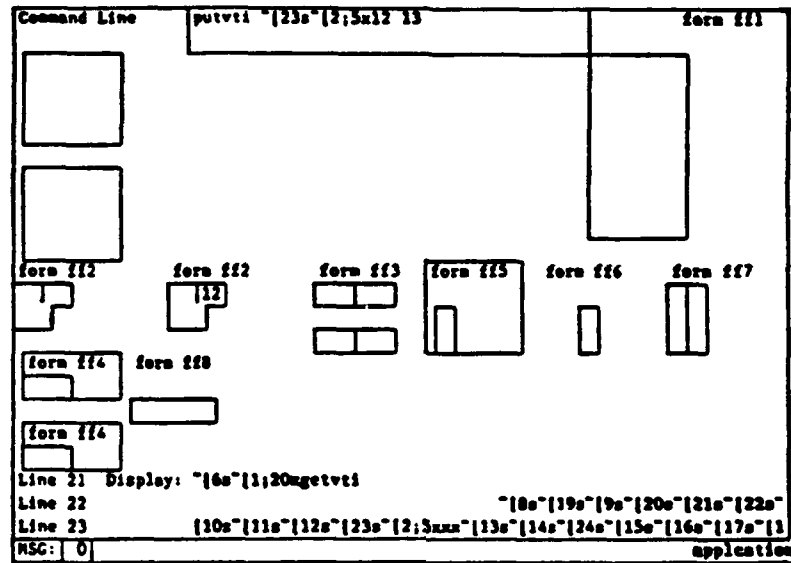 Command Line putvti ~[23s~[2;5x12 13 form ff1
form ff2 form ff2 form ff3 form ff5 form ff6 form ff7
12
form ff4 form ff8
form ff4
Line 21 Display: ~[6s~[1;20mgetvti
Line 22 ~[8s~[19s~[9s~[20s~[21s~[22s~
Line 23 [10s~[11s~[12s~[23s~[2;5xxx~[13s~[14s~[24s~[15s~[16s~[17s~[1
MSG: 0 applcation